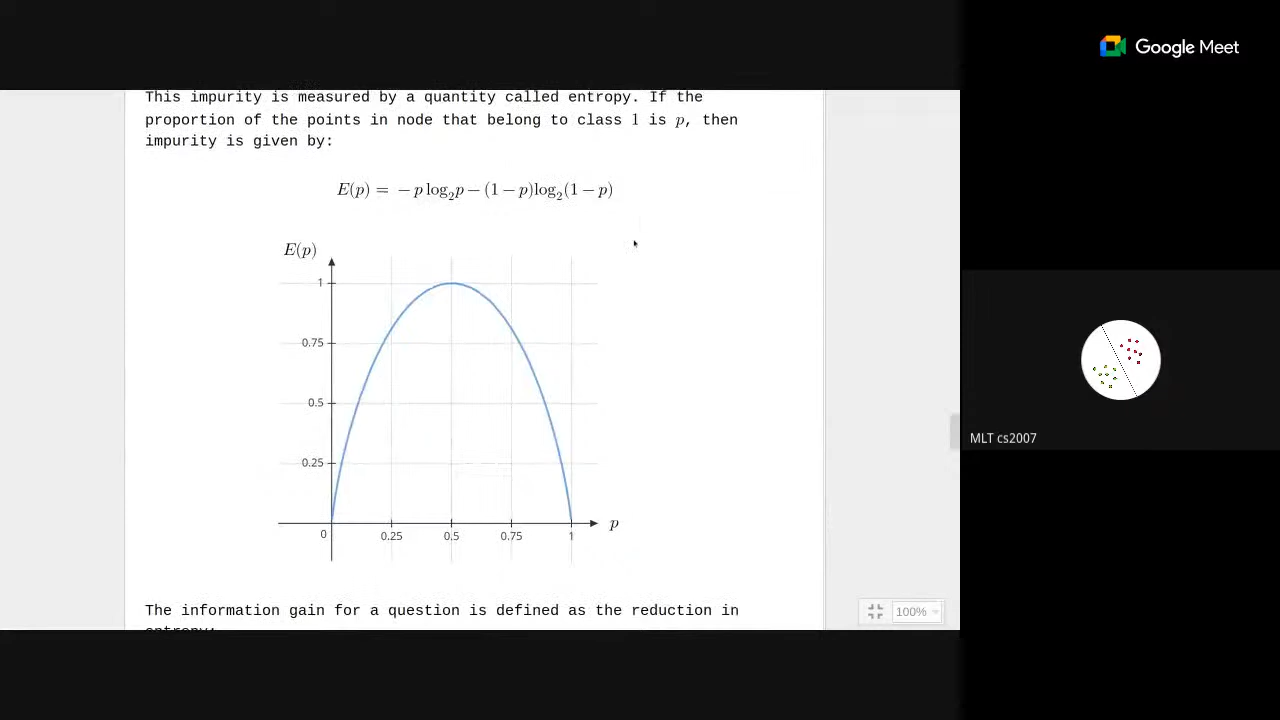 Google Meet
This impurity is measured by a quantity called entropy. If the
proportion of the points in node that belong to class 1 is p, then
impurity is given by:
E(p) = −p log₂p − (1 − p)log₂(1 − p)
E(p)
1
0.75
0.5
0.25
0
0.25
0.5
0.75
1
p
The information gain for a question is defined as the reduction in
entropy:
100%
MLT cs2007